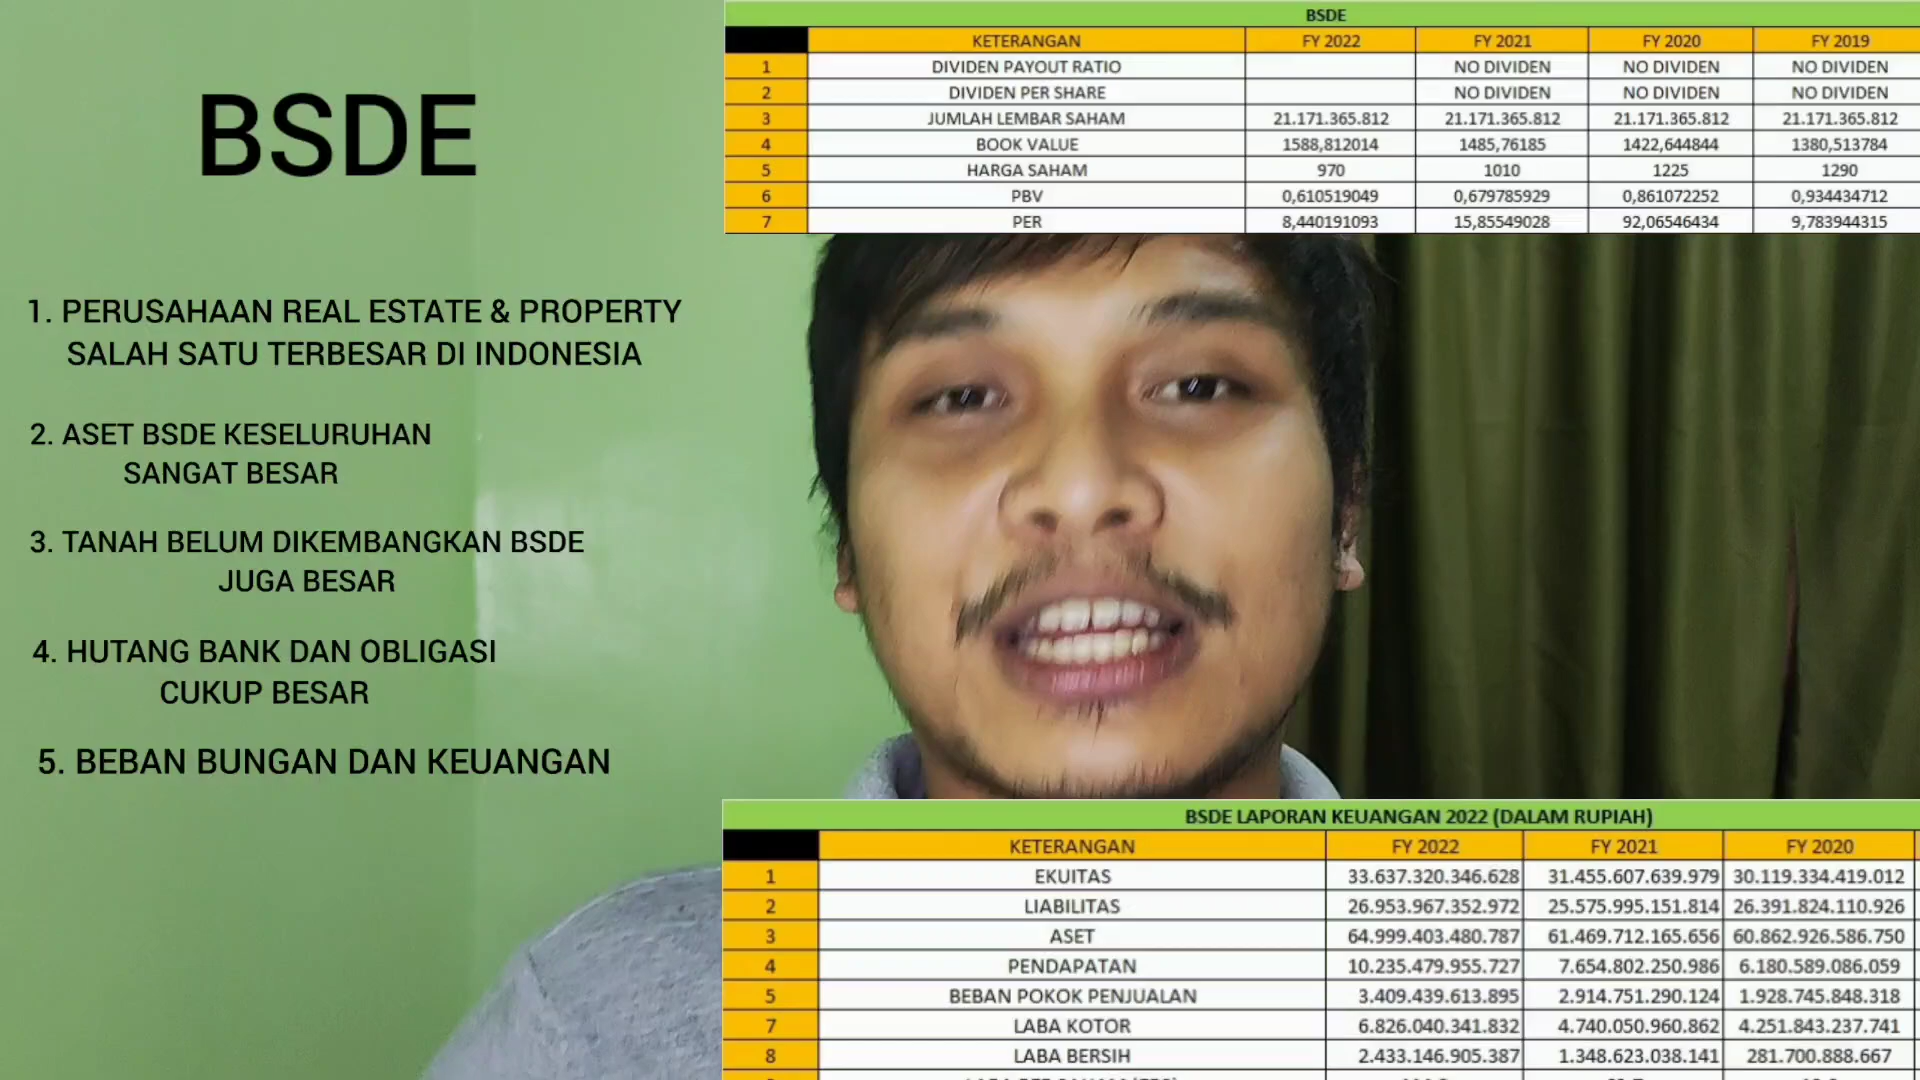 BSDE
1. PERUSAHAAN REAL ESTATE & PROPERTY
SALAH SATU TERBESAR DI INDONESIA
2. ASET BSDE KESELURUHAN
SANGAT BESAR
3. TANAH BELUM DIKEMBANGKAN BSDE
JUGA BESAR
4. HUTANG BANK DAN OBLIGASI
CUKUP BESAR
5. BEBAN BUNGAN DAN KEUANGAN
BSDE
KETERANGAN FY 2022 FY 2021 FY 2020 FY 2019
1 DIVIDEN PAYOUT RATIO NO DIVIDEN NO DIVIDEN NO DIVIDEN
2 DIVIDEN PER SHARE NO DIVIDEN NO DIVIDEN NO DIVIDEN
3 JUMLAH LEMBAR SAHAM 21.171.365.812 21.171.365.812 21.171.365.812 21.171.365.812
4 BOOK VALUE 1588,812014 1485,76185 1422,644844 1380,513784
5 HARGA SAHAM 970 1010 1225 1290
6 PBV 0,610519049 0,679785929 0,861072252 0,934434712
7 PER 8,440191093 15,85549028 92,06546434 9,783944315
BSDE LAPORAN KEUANGAN 2022 (DALAM RUPIAH)
KETERANGAN FY 2022 FY 2021 FY 2020
1 EKUITAS 33.637.320.346.628 31.455.607.639.979 30.119.334.419.012
2 LIABILITAS 26.953.967.352.972 25.575.995.151.814 26.391.824.110.926
3 ASET 64.999.403.480.787 61.469.712.165.656 60.862.926.586.750
4 PENDAPATAN 10.235.479.955.727 7.654.802.250.986 6.180.589.086.059
5 BEBAN POKOK PENJUALAN 3.409.439.613.895 2.914.751.290.124 1.928.745.848.318
7 LABA KOTOR 6.826.040.341.832 4.740.050.960.862 4.251.843.237.741
8 LABA BERSIH 2.433.146.905.387 1.348.623.038.141 281.700.888.667